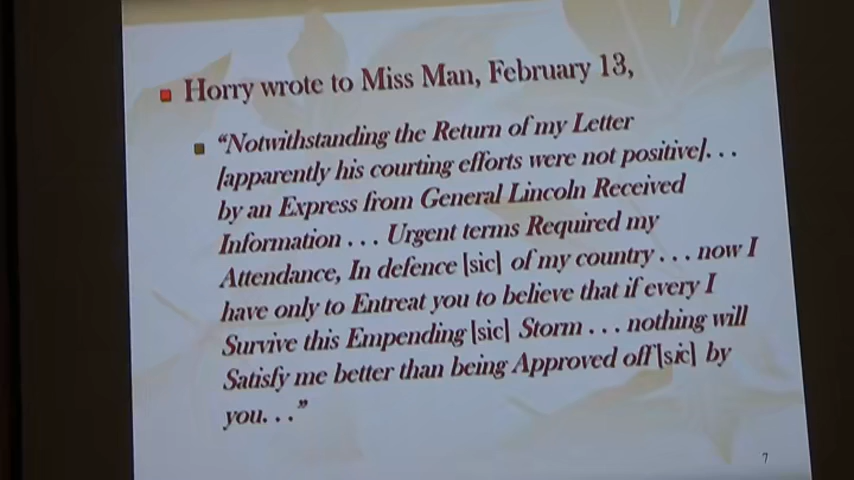 Horry wrote to Miss Man, February 13,
“Notwithstanding the Return of my Letter
[apparently his courting efforts were not positive]. . .
by an Express from General Lincoln Received
Information . . . Urgent terms Required my
Attendance, In defence [sic] of my country . . . now I
have only to Entreat you to believe that if every I
Survive this Empending [sic] Storm . . . nothing will
Satisfy me better than being Approved off [sic] by
you. . .”
7